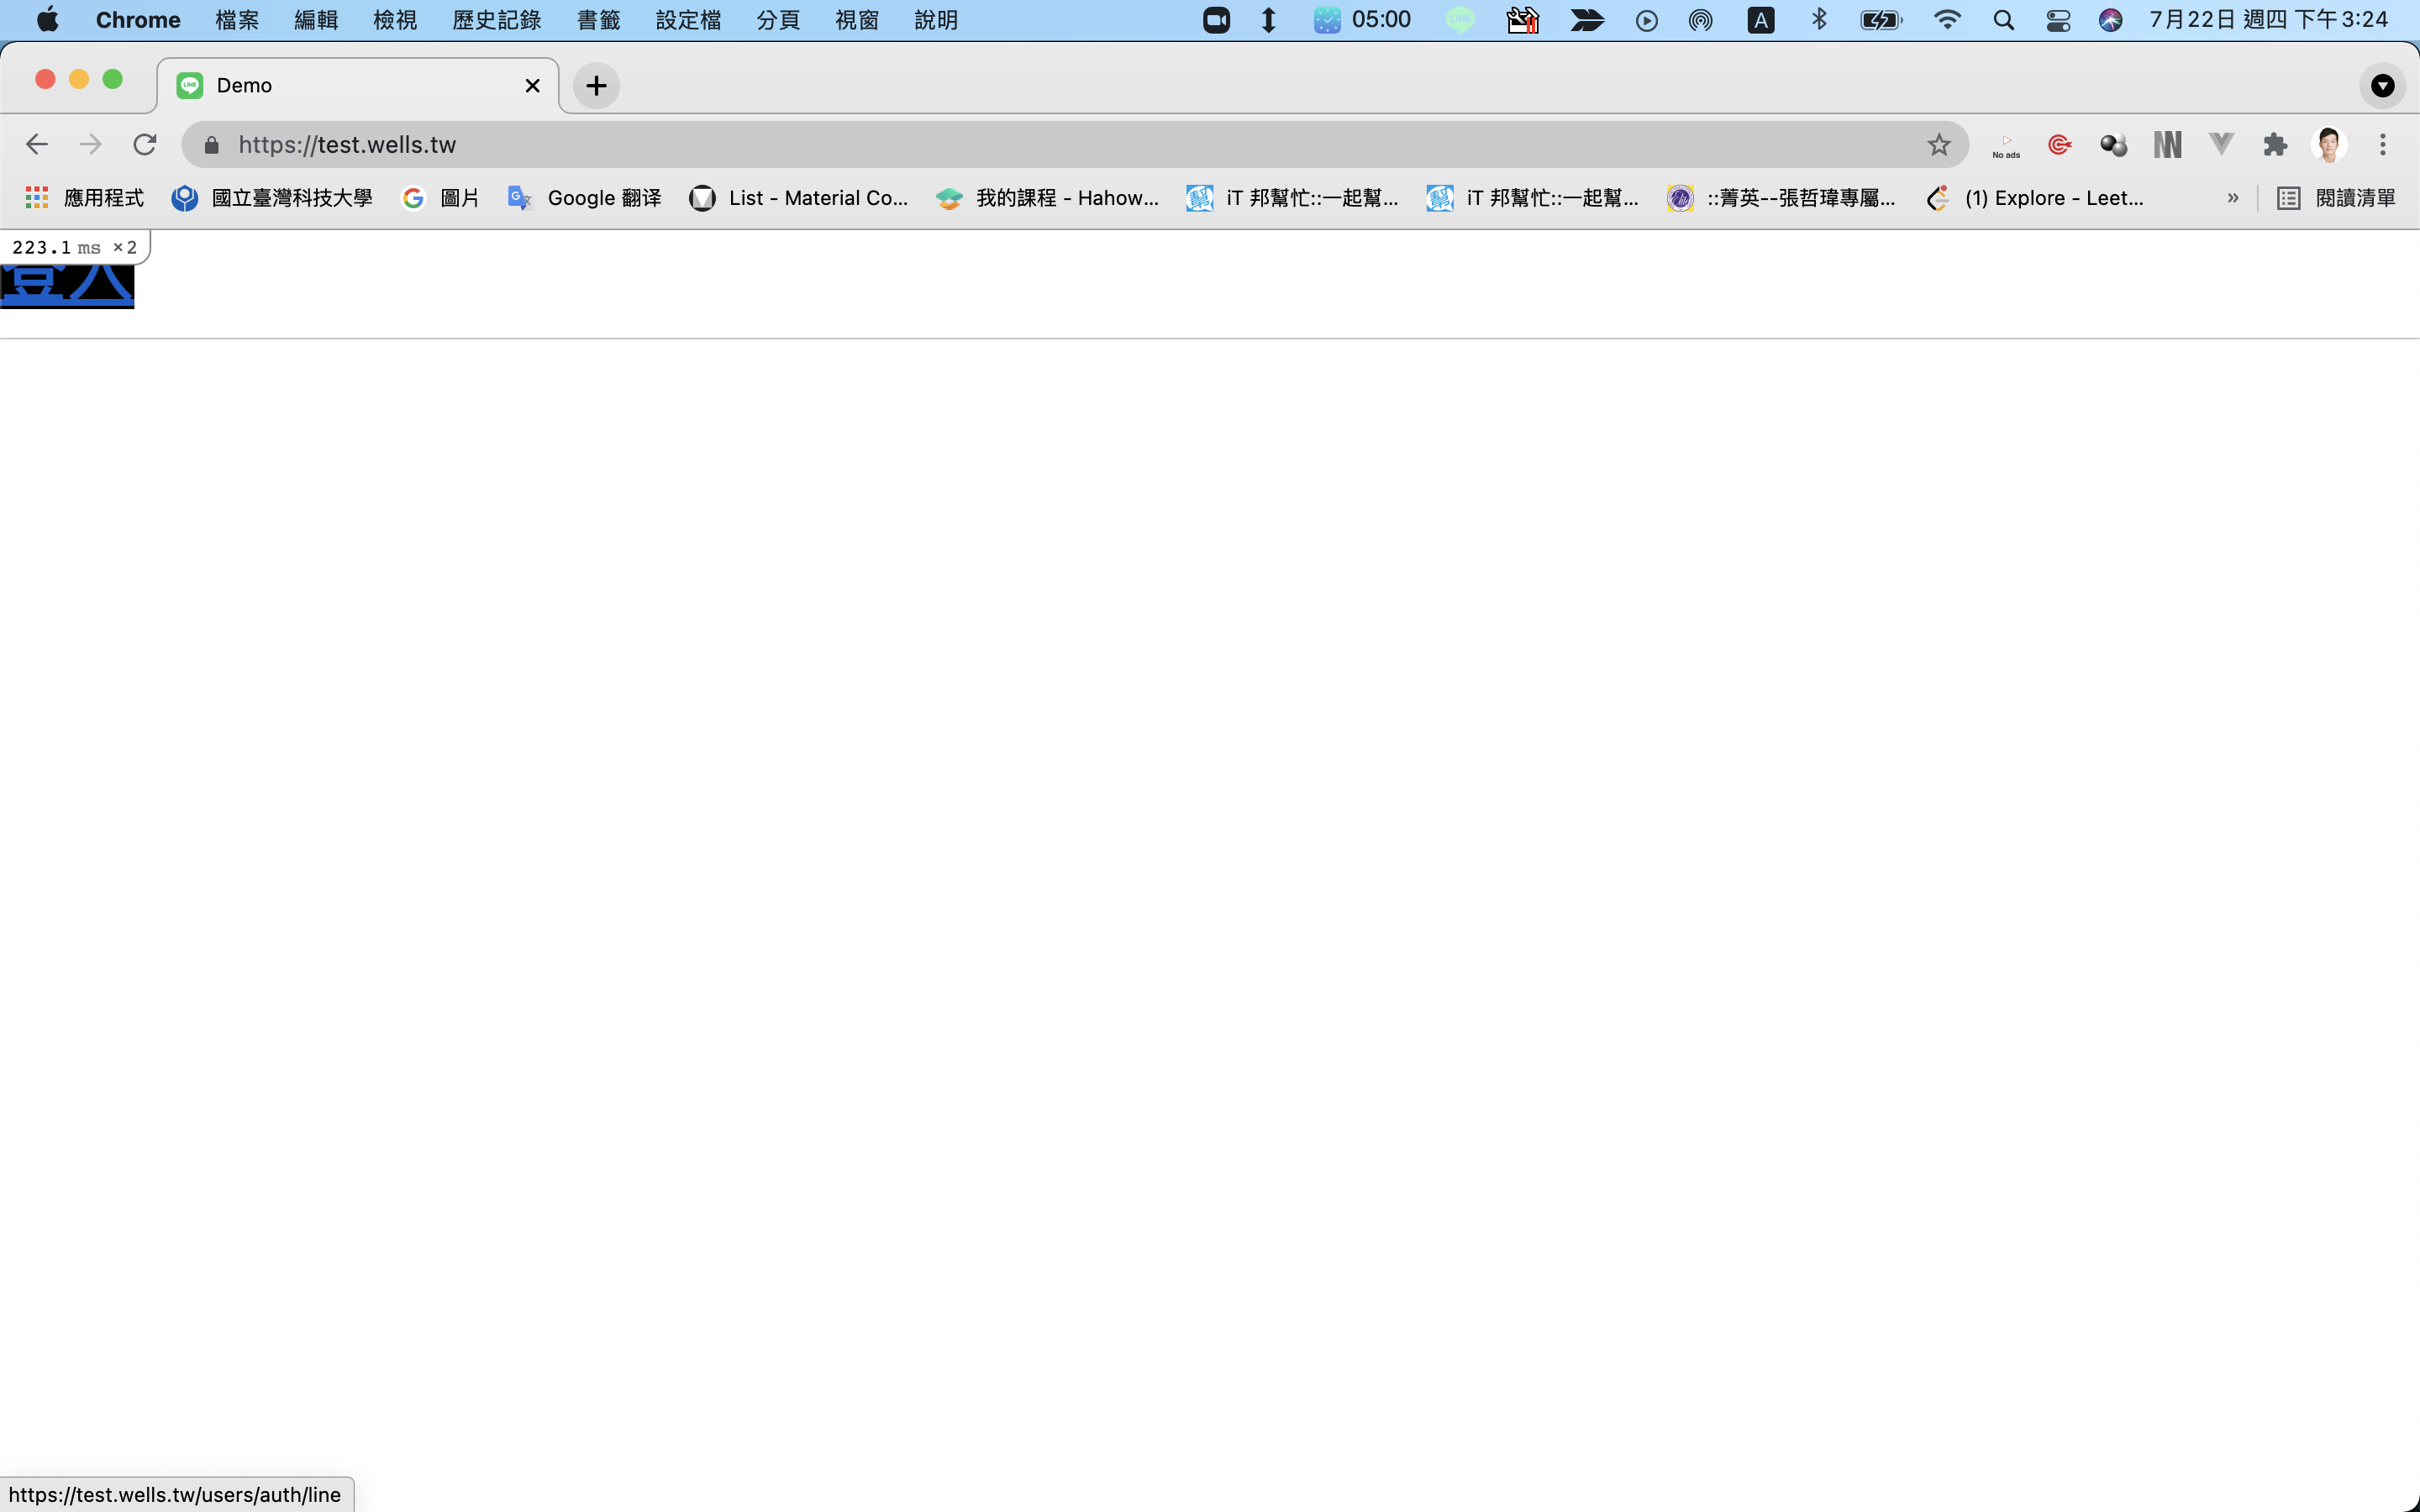 Chrome 檔案 編輯 檢視 歷史記錄 書籤 設定檔 分頁 視窗 說明 05:00 LINE A 7月22日 週四 下午3:24
LINE Demo
https://test.wells.tw No ads
應用程式 國立臺灣科技大學 圖片 Google 翻译 List - Material Co... 我的課程 - Hahow... iT 邦幫忙::一起幫... iT 邦幫忙::一起幫... ::菁英--張哲瑋專屬... (1) Explore - Leet... » 閱讀清單
223.1 ms ×2
登入
https://test.wells.tw/users/auth/line